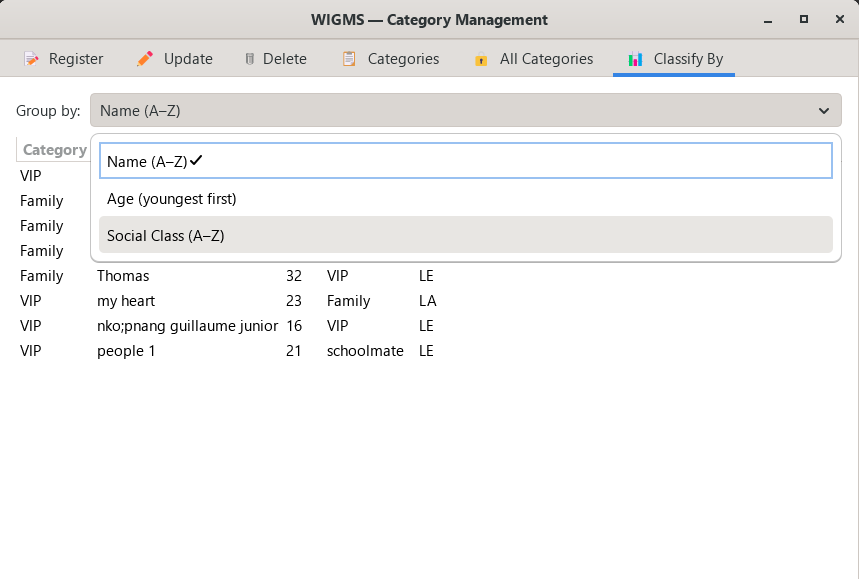 WIGMS — Category Management
Register Update Delete Categories All Categories Classify By
Group by: Name (A–Z)
Category
Name (A–Z)
Age (youngest first)
Social Class (A–Z)
VIP
Family
Family
Family
Family Thomas 32 VIP LE
VIP my heart 23 Family LA
VIP nko;pnang guillaume junior 16 VIP LE
VIP people 1 21 schoolmate LE